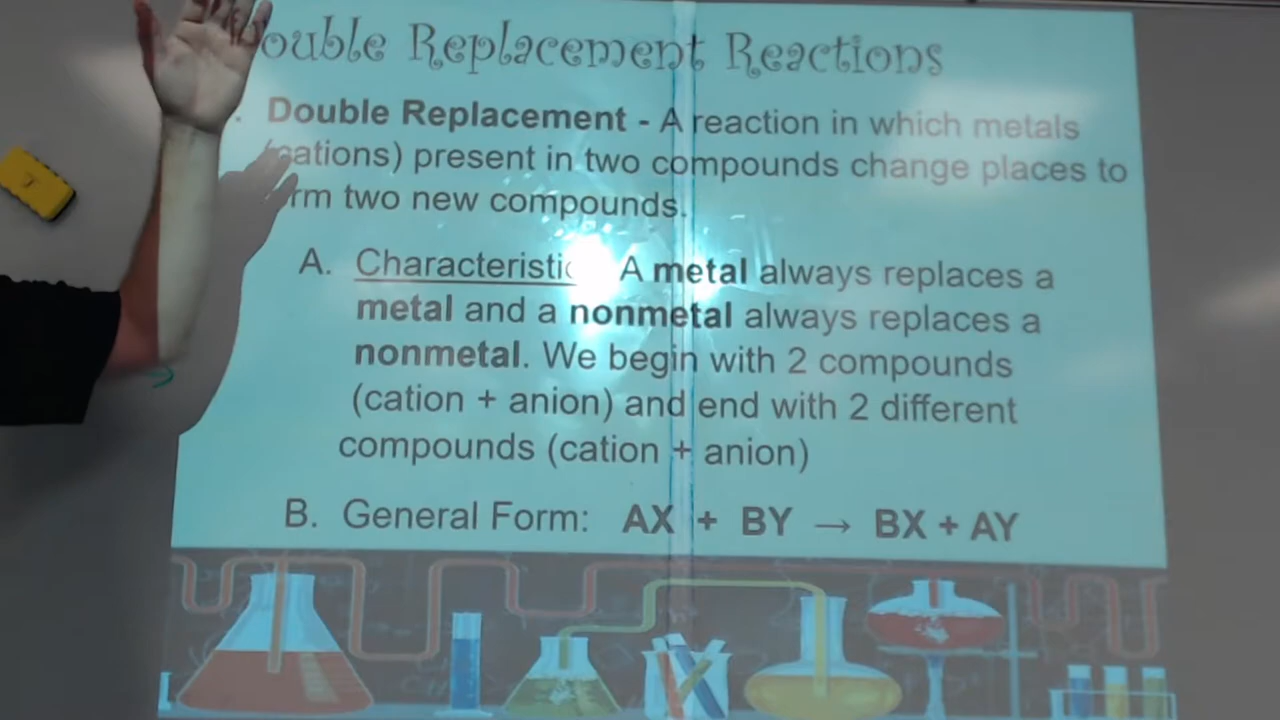 ouble Replacement Reactions
Double Replacement - A reaction in which metals
(cations) present in two compounds change places to
rm two new compounds.
A. Characteristic A metal always replaces a
metal and a nonmetal always replaces a
nonmetal. We begin with 2 compounds
(cation + anion) and end with 2 different
compounds (cation + anion)
B. General Form: AX + BY → BX + AY